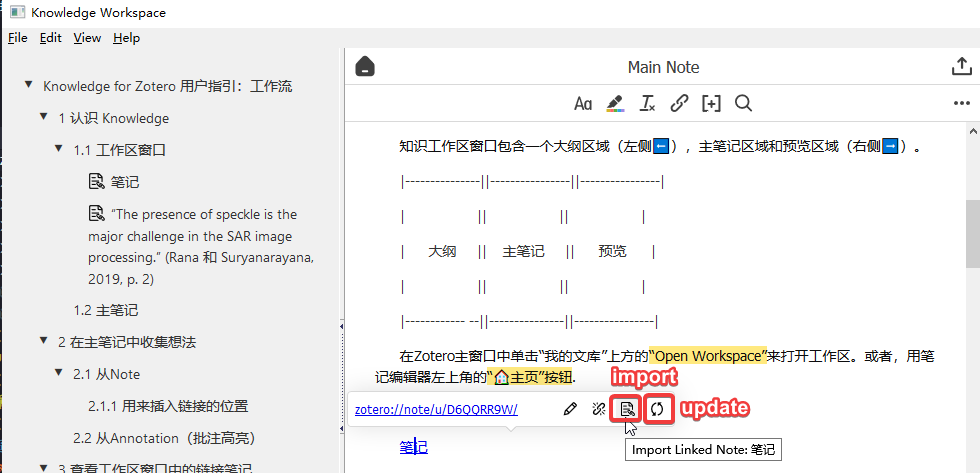 Knowledge Workspace
File Edit View Help
Knowledge for Zotero 用户指引：工作流
1 认识 Knowledge
1.1 工作区窗口
笔记
“The presence of speckle is the
major challenge in the SAR image
processing.” (Rana 和 Suryanarayana,
2019, p. 2)
1.2 主笔记
2 在主笔记中收集想法
2.1 从Note
2.1.1 用来插入链接的位置
2.2 从Annotation（批注高亮）
3 查看工作区窗口中的链接笔记
Main Note
Aa
知识工作区窗口包含一个大纲区域（左侧⬅️），主笔记区域和预览区域（右侧➡️）。
|---------------||----------------||----------------|
| || || |
| 大纲 || 主笔记 || 预览 |
| || || |
|------------ --||---------------||----------------|
在Zotero主窗口中单击“我的文库”上方的“Open Workspace”来打开工作区。或者，用笔
记编辑器左上角的“🏠主页”按钮.
import
zotero://note/u/D6QQRR9W/
update
笔记
Import Linked Note: 笔记